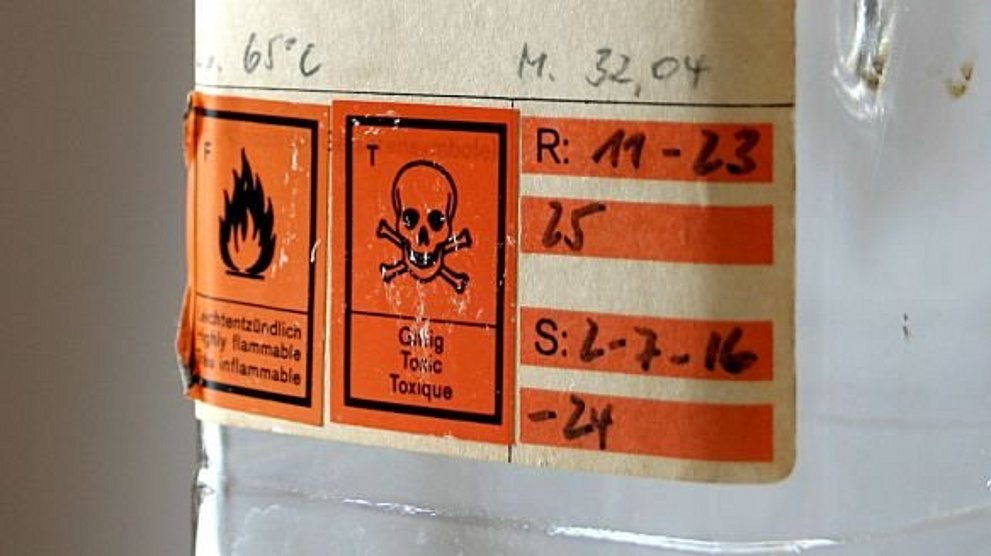 65°C
M. 32,04
F
leichtentzündlich
highly flammable
inflammable
T
Giftig
Toxic
Toxique
R: 11-23
25
S: 2-7-16
-24